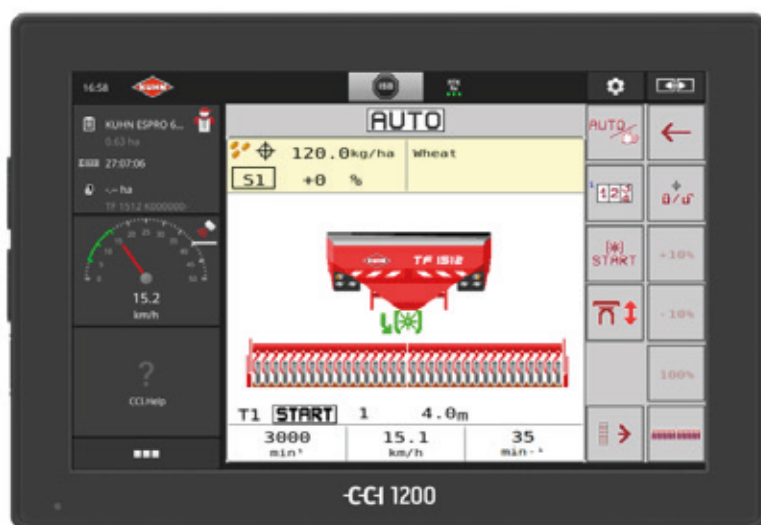 16:58
KUHN
ISB
KUHN ESPRO 6...
0.63 ha
27:07:06
-.-- ha
15.2
km/h
?
CCI.Help
AUTO
120.0kg/ha Wheat
S1 +0 %
KUHN TF 1512
T1 START 1 4.0m
3000 15.1 35
min¹ km/h min-¹
AUTO
START
+10%
-10%
100%
CCI 1200